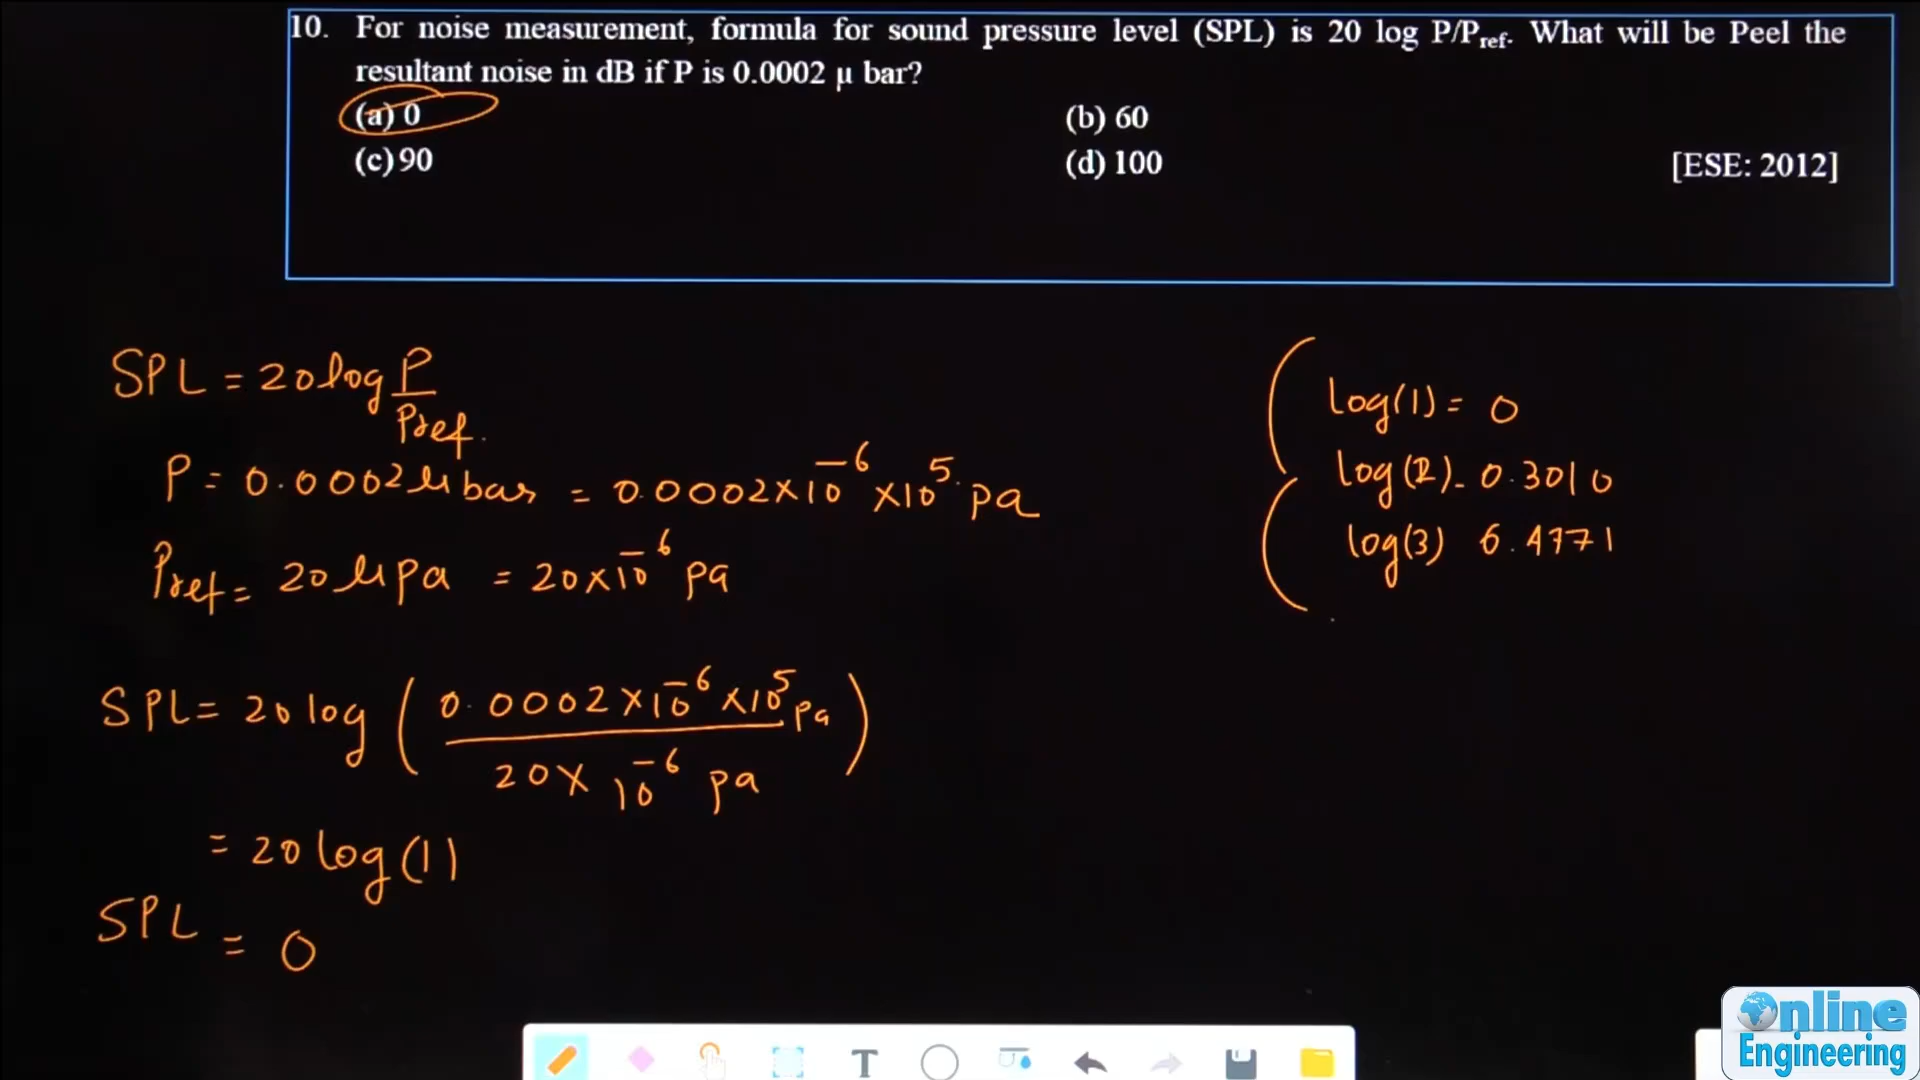 10. For noise measurement, formula for sound pressure level (SPL) is 20 log P/Pref. What will be Peel the
resultant noise in dB if P is 0.0002 μ bar?
(a) 0
(b) 60
(c) 90
(d) 100
[ESE: 2012]
SPL = 20 log P/Pref.
P = 0.0002 μ bar = 0.0002 × 10⁻⁶ × 10⁵ pa
Pref = 20 μ pa = 20 × 10⁻⁶ pa
SPL = 20 log ( 0.0002 × 10⁻⁶ × 10⁵ pa / 20 × 10⁻⁶ pa )
= 20 log (1)
SPL = 0
log(1) = 0
log(2) - 0.3010
log(3) 0.4771
T
Online
Engineering